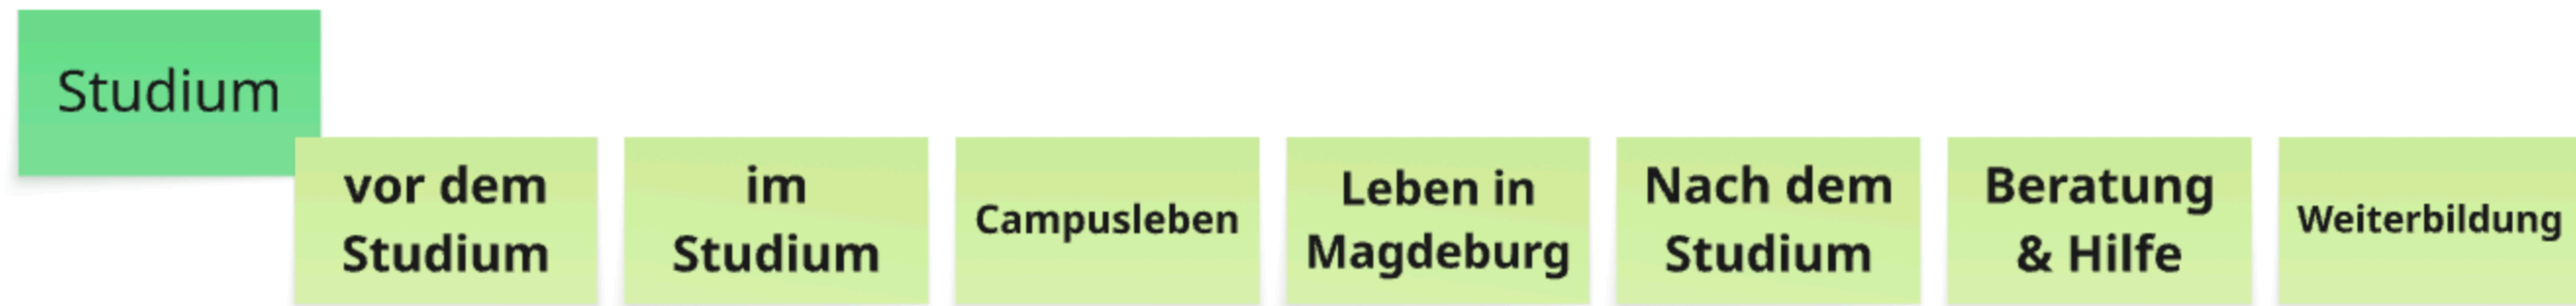 Studium
vor dem
Studium
im
Studium
Campusleben
Leben in
Magdeburg
Nach dem
Studium
Beratung
& Hilfe
Weiterbildung